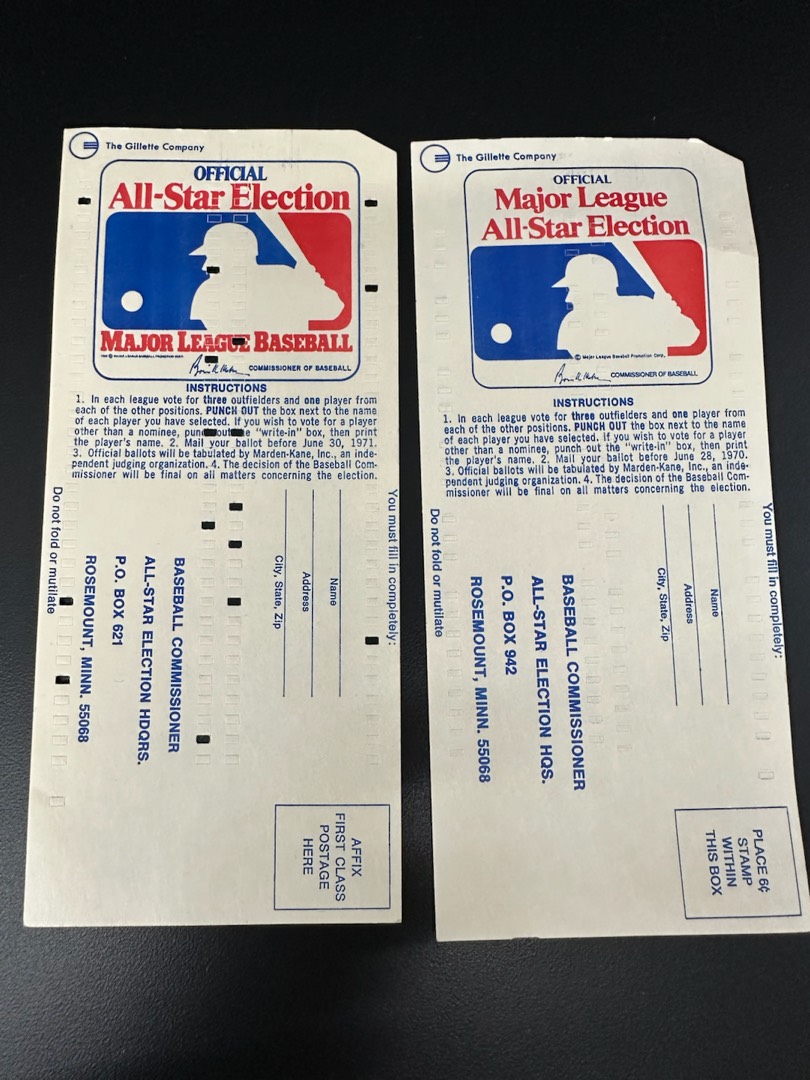 The Gillette Company
OFFICIAL
All-Star Election
MAJOR LEAGUE BASEBALL
COMMISSIONER OF BASEBALL
INSTRUCTIONS
1. In each league vote for three outfielders and one player from
each of the other positions. PUNCH OUT the box next to the name
of each player you have selected. If you wish to vote for a player
other than a nominee, punch out the "write-in" box, then print
the player's name. 2. Mail your ballot before June 30, 1971.
3. Official ballots will be tabulated by Marden-Kane, Inc., an inde-
pendent judging organization. 4. The decision of the Baseball Com-
missioner will be final on all matters concerning the election.
You must fill in completely:
Name
Address
City, State, Zip
BASEBALL COMMISSIONER
ALL-STAR ELECTION HDQRS.
P.O. BOX 621
ROSEMOUNT, MINN. 55068
Do not fold or mutilate
AFFIX
FIRST CLASS
POSTAGE
HERE
The Gillette Company
OFFICIAL
Major League
All-Star Election
© Major League Baseball Promotion Corp.
COMMISSIONER OF BASEBALL
INSTRUCTIONS
1. In each league vote for three outfielders and one player from
each of the other positions. PUNCH OUT the box next to the name
of each player you have selected. If you wish to vote for a player
other than a nominee, punch out the "write-in" box, then print
the player's name. 2. Mail your ballot before June 28, 1970.
3. Official ballots will be tabulated by Marden-Kane, Inc., an inde-
pendent judging organization. 4. The decision of the Baseball Com-
missioner will be final on all matters concerning the election.
You must fill in completely:
Name
Address
City, State, Zip
BASEBALL COMMISSIONER
ALL-STAR ELECTION HQS.
P.O. BOX 942
ROSEMOUNT, MINN. 55068
Do not fold or mutilate
PLACE 6¢
STAMP
WITHIN
THIS BOX